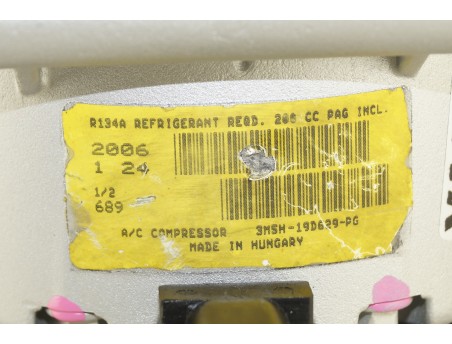 R134A REFRIGERANT REQD. 200 CC PAG INCL.
2006
1 24
1/2
689
A/C COMPRESSOR 3M5H-19D629-PG
MADE IN HUNGARY